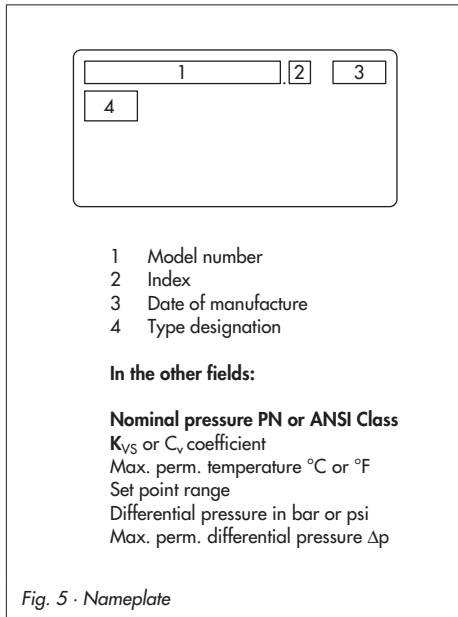 1 . 2 3
4
1 Model number
2 Index
3 Date of manufacture
4 Type designation
In the other fields:
Nominal pressure PN or ANSI Class
KVS or Cv coefficient
Max. perm. temperature °C or °F
Set point range
Differential pressure in bar or psi
Max. perm. differential pressure Δp
Fig. 5 · Nameplate